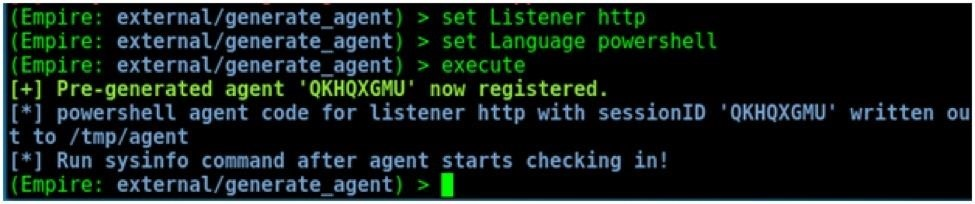 (Empire: external/generate_agent) > set Listener http
(Empire: external/generate_agent) > set Language powershell
(Empire: external/generate_agent) > execute
[+] Pre-generated agent 'QKHQXGMU' now registered.
[*] powershell agent code for listener http with sessionID 'QKHQXGMU' written ou
t to /tmp/agent
[*] Run sysinfo command after agent starts checking in!
(Empire: external/generate_agent) >